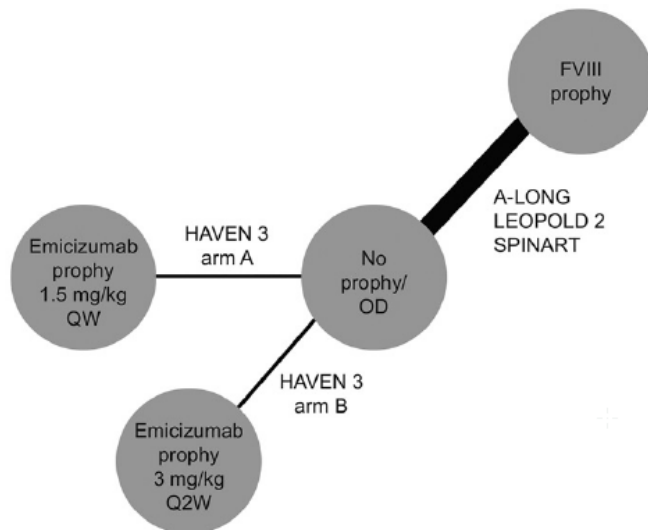 FVIII
prophy
A-LONG
LEOPOLD 2
SPINART
HAVEN 3
arm A
Emicizumab
prophy
1.5 mg/kg
QW
No
prophy/
OD
HAVEN 3
arm B
Emicizumab
prophy
3 mg/kg
Q2W